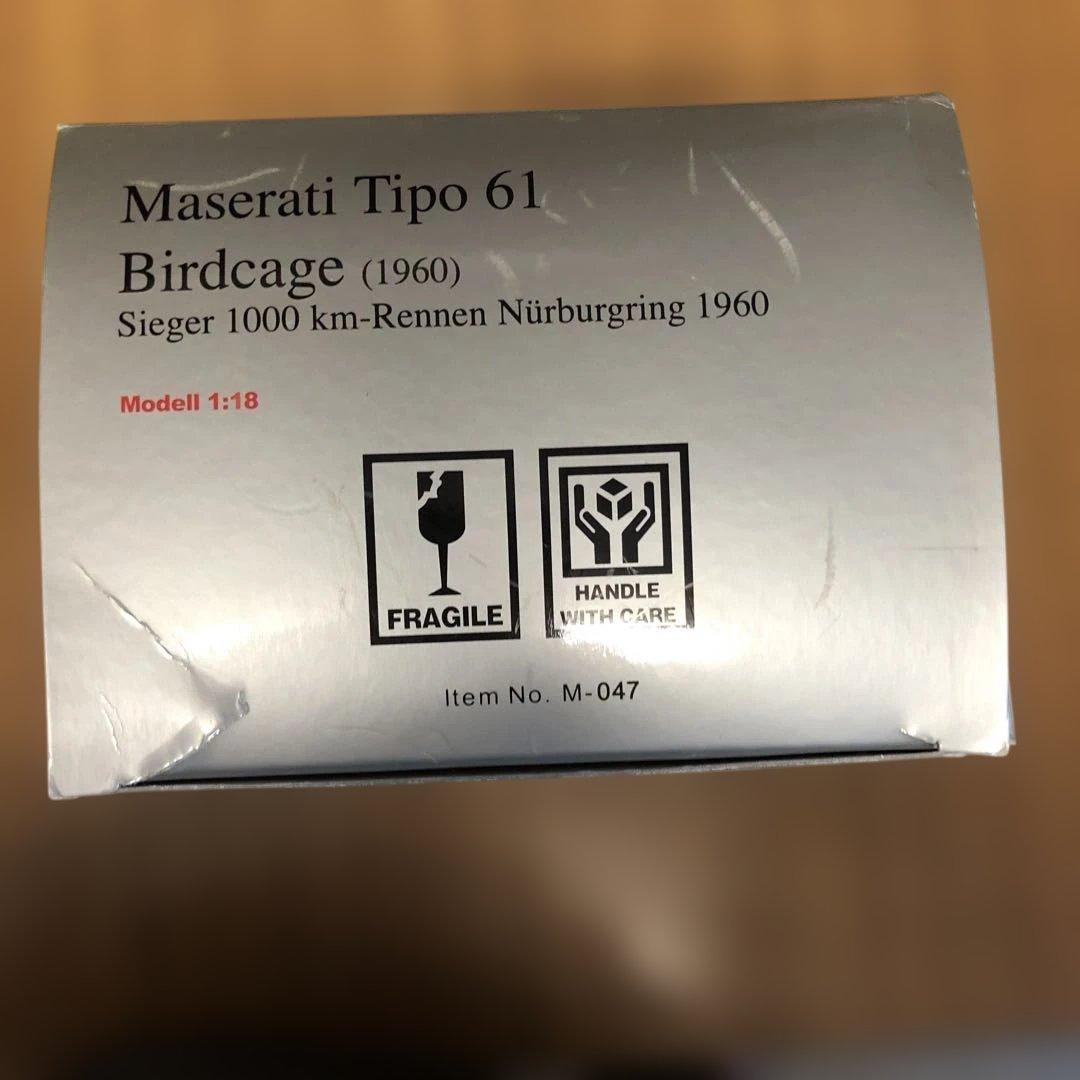 Maserati Tipo 61
Birdcage (1960)
Sieger 1000 km-Rennen Nürburgring 1960
Modell 1:18
FRAGILE
HANDLE
WITH CARE
Item No. M-047